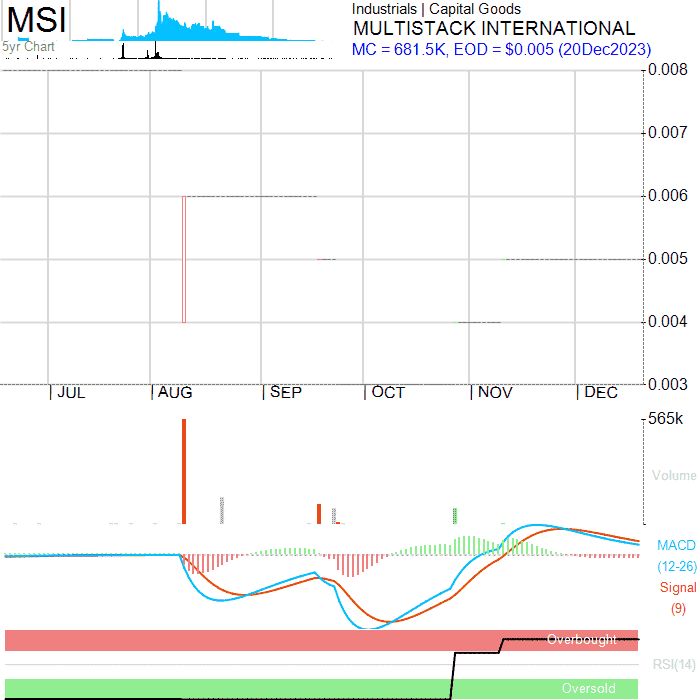 MSI
5yr Chart
Industrials | Capital Goods
MULTISTACK INTERNATIONAL
MC = 681.5K, EOD = $0.005 (20Dec2023)
0.008
0.007
0.006
0.005
0.004
0.003
JUL AUG SEP OCT NOV DEC
565k
Volume
MACD
(12-26)
Signal
(9)
Overbought
RSI(14)
Oversold